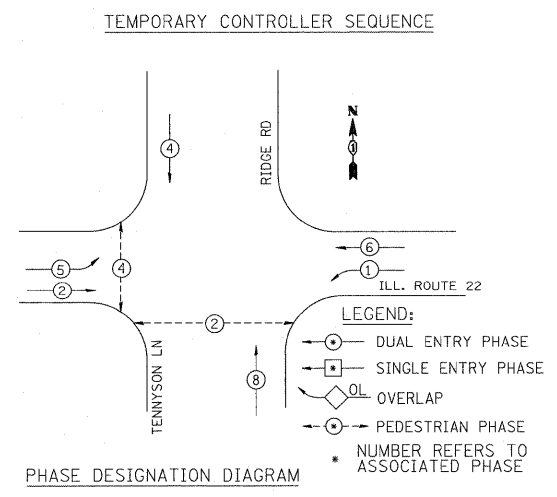 TEMPORARY CONTROLLER SEQUENCE
N
1
4
RIDGE RD
6
5
4
1
2
ILL. ROUTE 22
2
LEGEND:
TENNYSON LN
8
* DUAL ENTRY PHASE
* SINGLE ENTRY PHASE
OL OVERLAP
* PEDESTRIAN PHASE
* NUMBER REFERS TO
ASSOCIATED PHASE
PHASE DESIGNATION DIAGRAM